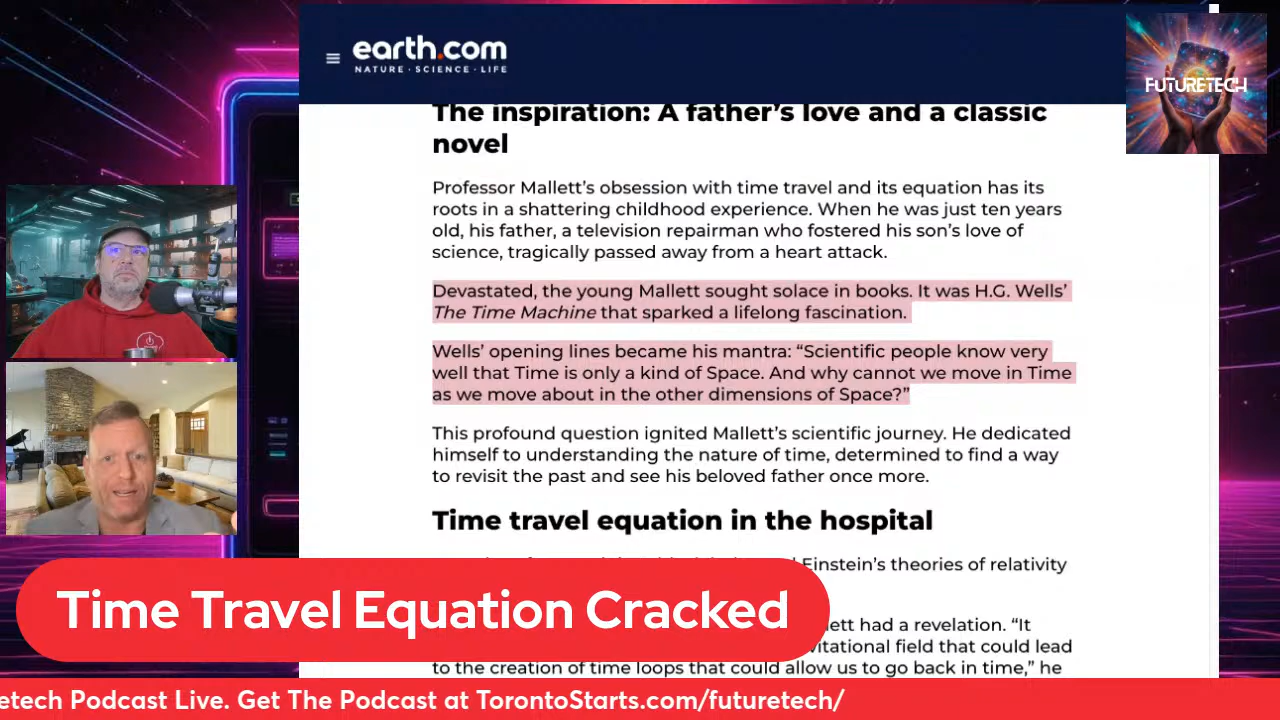 earth.com
NATURE · SCIENCE · LIFE
FUTURETECH
The inspiration: A father's love and a classic
novel
Professor Mallett's obsession with time travel and its equation has its
roots in a shattering childhood experience. When he was just ten years
old, his father, a television repairman who fostered his son's love of
science, tragically passed away from a heart attack.
Devastated, the young Mallett sought solace in books. It was H.G. Wells'
The Time Machine that sparked a lifelong fascination.
Wells' opening lines became his mantra: “Scientific people know very
well that Time is only a kind of Space. And why cannot we move in Time
as we move about in the other dimensions of Space?”
This profound question ignited Mallett's scientific journey. He dedicated
himself to understanding the nature of time, determined to find a way
to revisit the past and see his beloved father once more.
Time travel equation in the hospital
Einstein's theories of relativity
had a revelation. “It
field that could lead
to the creation of time loops that could allow us to go back in time,” he
Time Travel Equation Cracked
etech Podcast Live. Get The Podcast at TorontoStarts.com/futuretech/